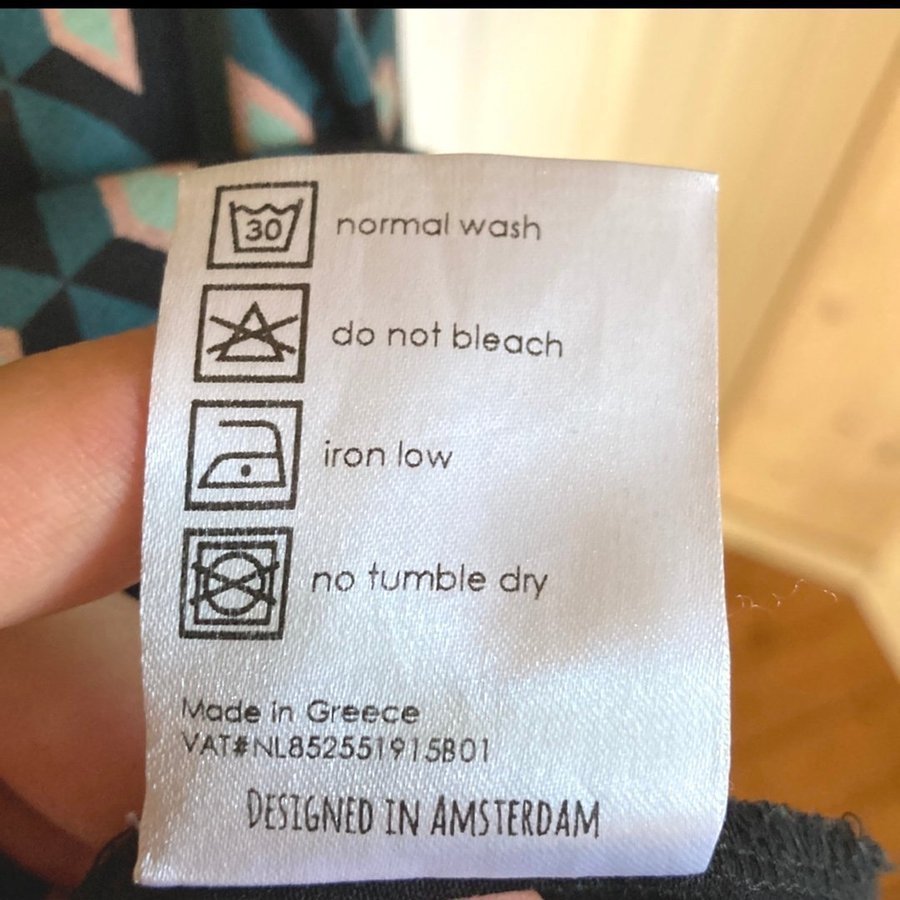 30 normal wash
do not bleach
iron low
no tumble dry
Made in Greece
VAT#NL852551915B01
DESIGNED IN AMSTERDAM